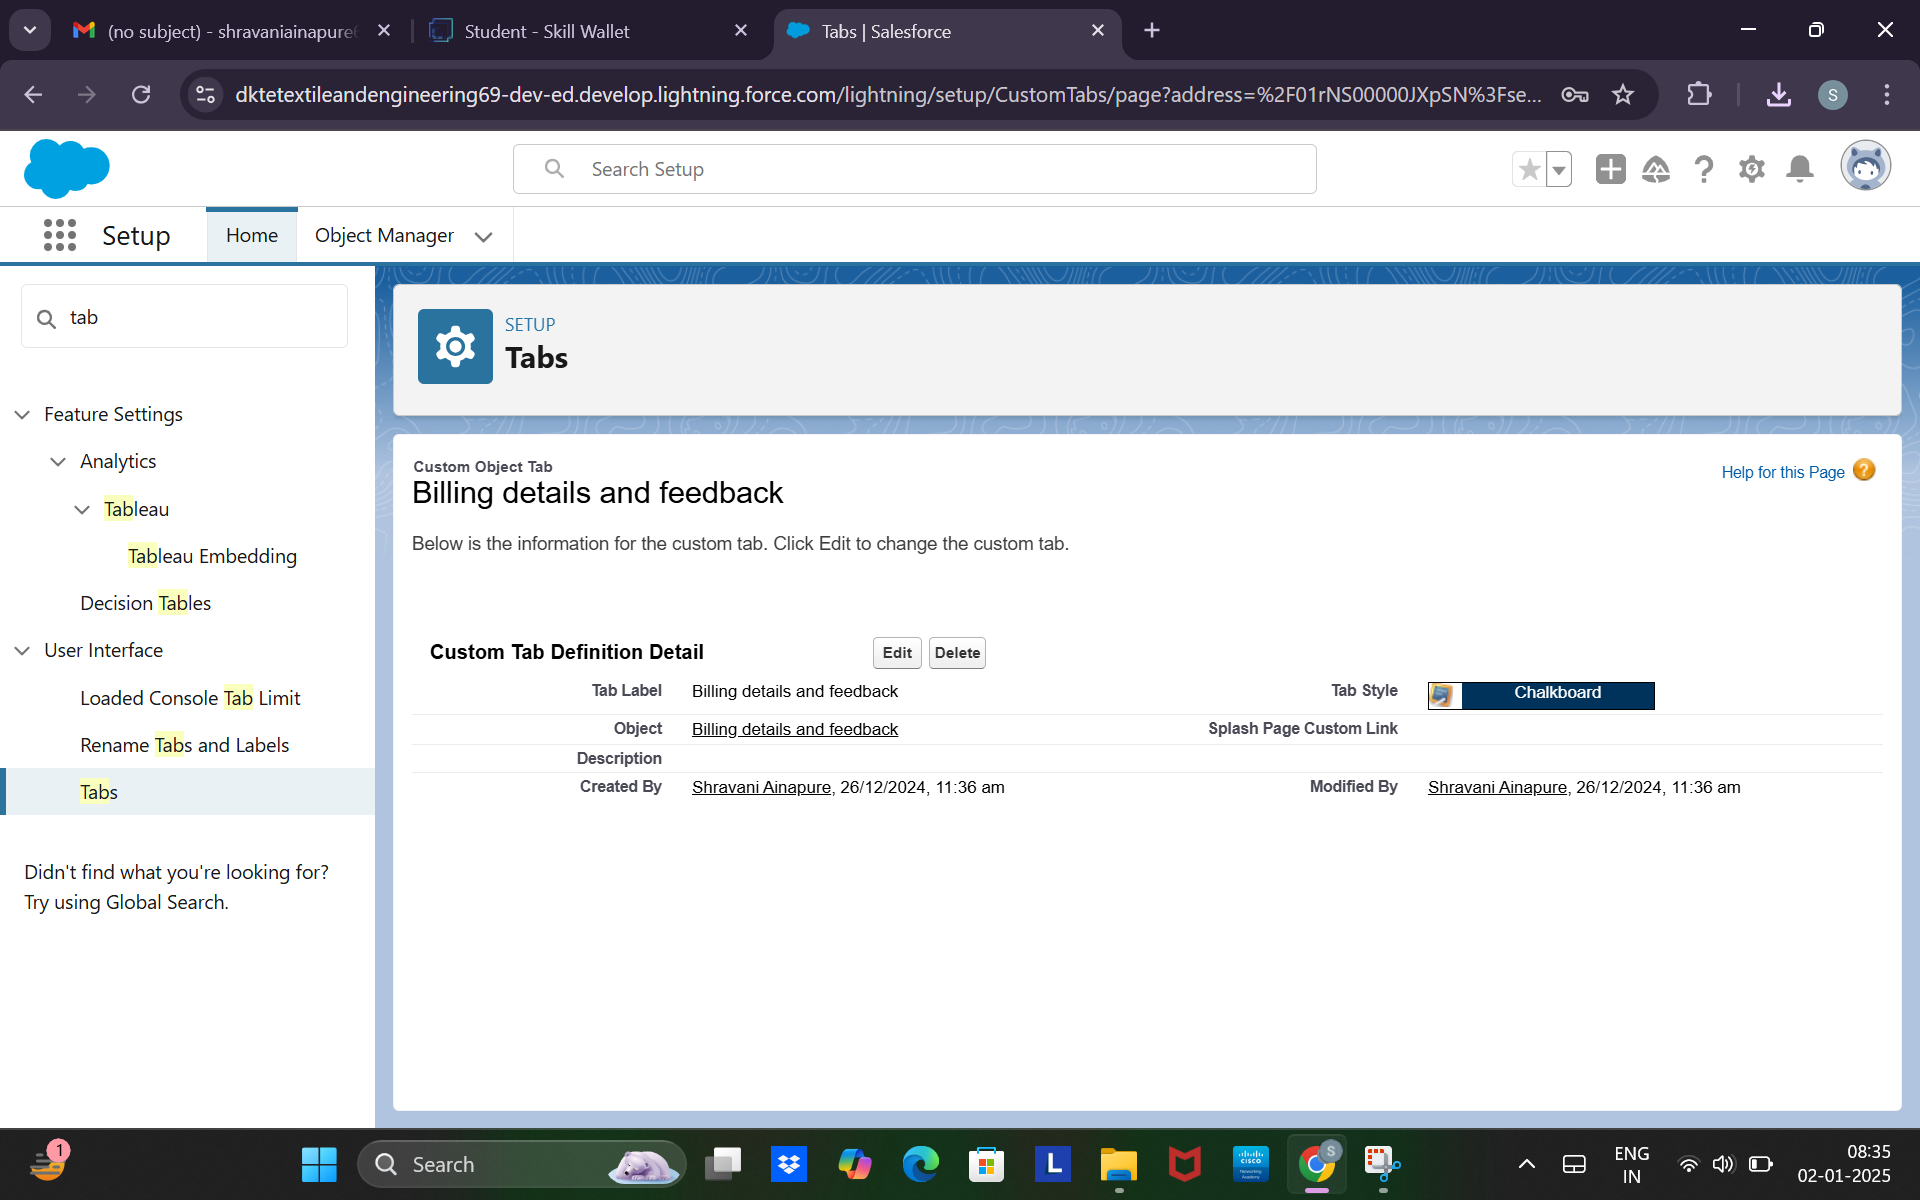 (no subject) - shravaniainapure
Student - Skill Wallet
Tabs | Salesforce
dktetextileandengineering69-dev-ed.develop.lightning.force.com/lightning/setup/CustomTabs/page?address=%2F01rNS00000JXpSN%3Fse...
S
Search Setup
Setup
Home
Object Manager
tab
Feature Settings
Analytics
Tableau
Tableau Embedding
Decision Tables
User Interface
Loaded Console Tab Limit
Rename Tabs and Labels
Tabs
Didn't find what you're looking for?
Try using Global Search.
SETUP
Tabs
Custom Object Tab
Billing details and feedback
Help for this Page ?
Below is the information for the custom tab. Click Edit to change the custom tab.
Custom Tab Definition Detail
Edit
Delete
Tab Label Billing details and feedback
Tab Style Chalkboard
Object Billing details and feedback
Splash Page Custom Link
Description
Created By Shravani Ainapure, 26/12/2024, 11:36 am
Modified By Shravani Ainapure, 26/12/2024, 11:36 am
1
Search
L
CISCO
S
ENG
IN
08:35
02-01-2025